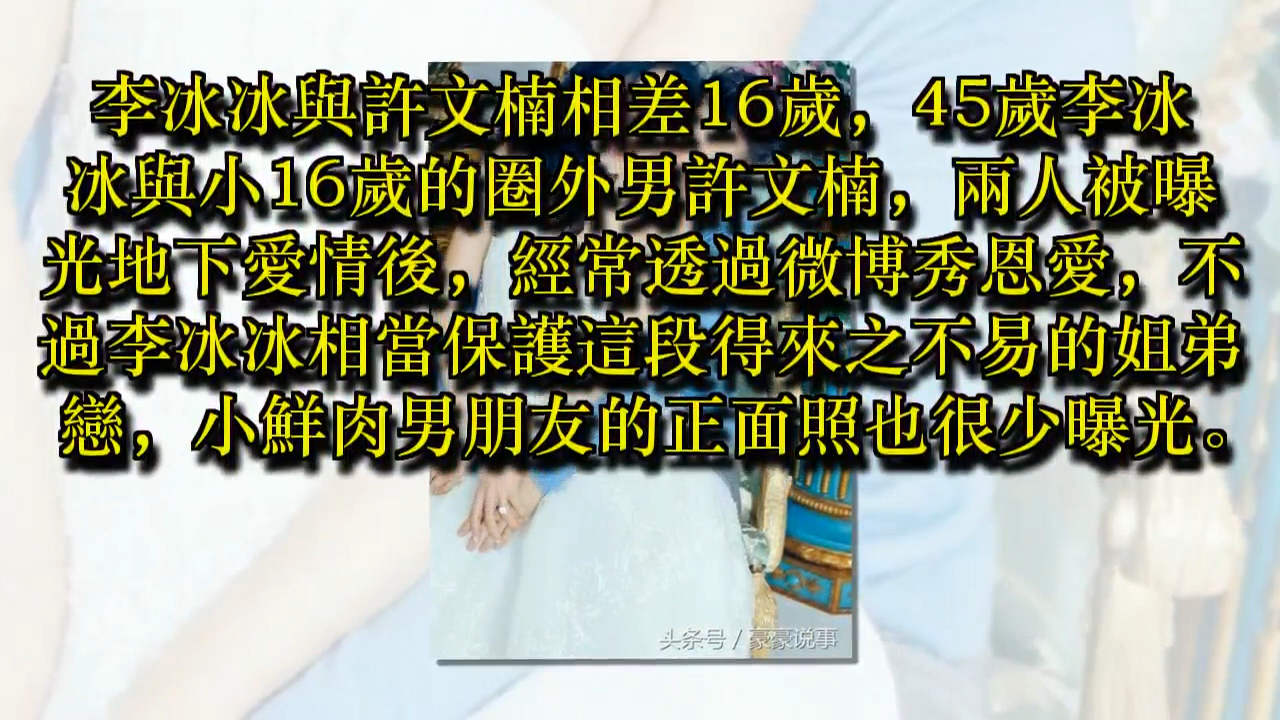 李冰冰與許文楠相差16歲，45歲李冰
冰與小16歲的圈外男許文楠，兩人被曝
光地下愛情後，經常透過微博秀恩愛，不
過李冰冰相當保護這段得來之不易的姐弟
戀，小鮮肉男朋友的正面照也很少曝光。
头条号 / 豪豪说事